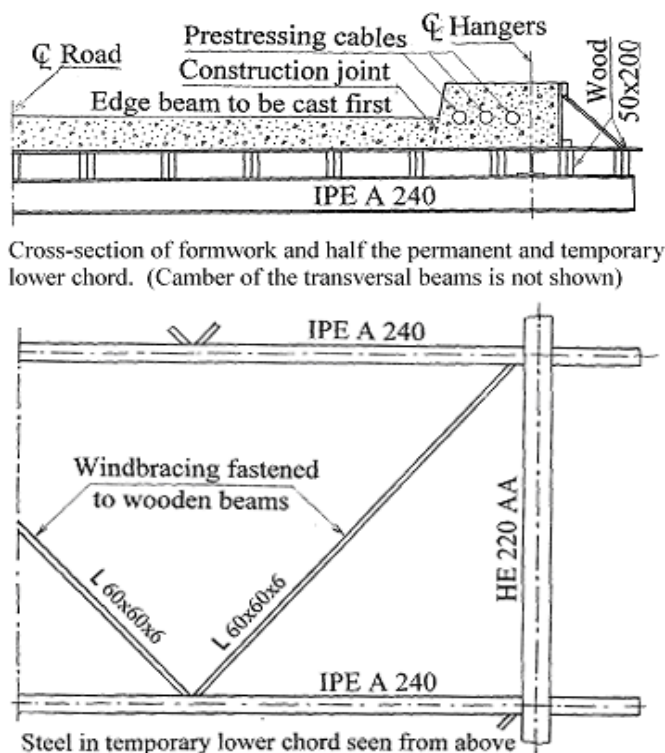 ℄ Road
Prestressing cables
℄ Hangers
Construction joint
Edge beam to be cast first
Wood
50x200
IPE A 240
Cross-section of formwork and half the permanent and temporary
lower chord. (Camber of the transversal beams is not shown)
IPE A 240
Windbracing fastened
to wooden beams
L 60x60x6
L 60x60x6
HE 220 AA
IPE A 240
Steel in temporary lower chord seen from above